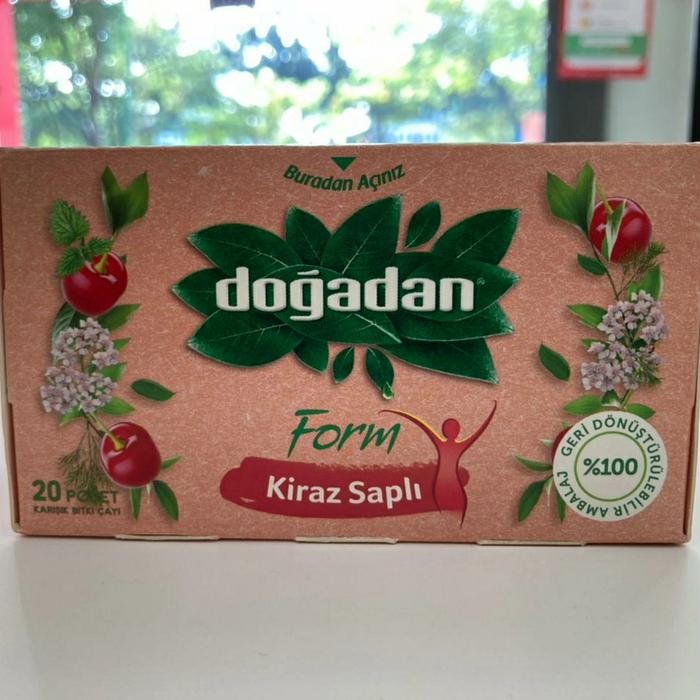 Buradan Açınız
doğadan
Form
Kiraz Saplı
20 POŞET
KARIŞIK BİTKİ ÇAYI
GERİ DÖNÜŞTÜRÜLEBİLİR AMBALAJ
%100